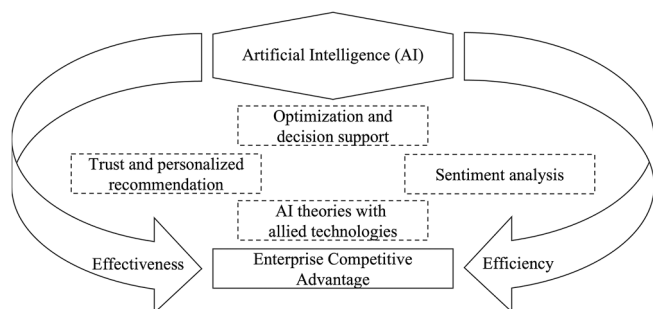 Artificial Intelligence (AI)
Optimization and
decision support
Trust and personalized
recommendation
Sentiment analysis
AI theories with
allied technologies
Effectiveness
Enterprise Competitive
Advantage
Efficiency